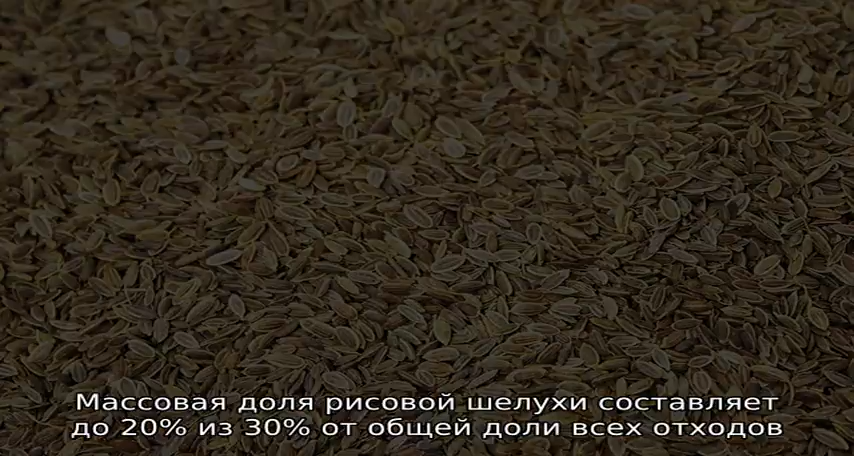 Массовая доля рисовой шелухи составляет
до 20% из 30% от общей доли всех отходов